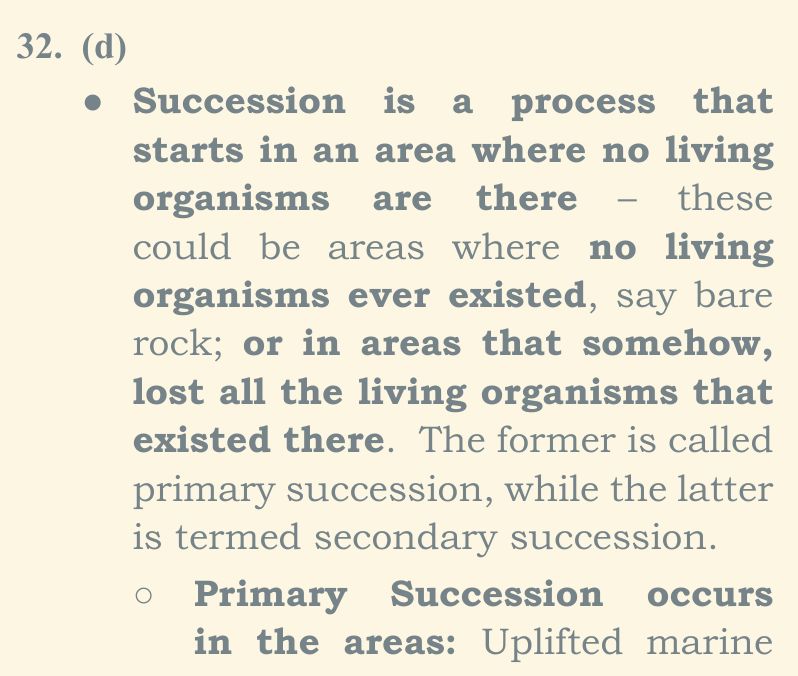 32. (d)
● Succession is a process that
starts in an area where no living
organisms are there – these
could be areas where no living
organisms ever existed, say bare
rock; or in areas that somehow,
lost all the living organisms that
existed there. The former is called
primary succession, while the latter
is termed secondary succession.
○ Primary Succession occurs
in the areas: Uplifted marine